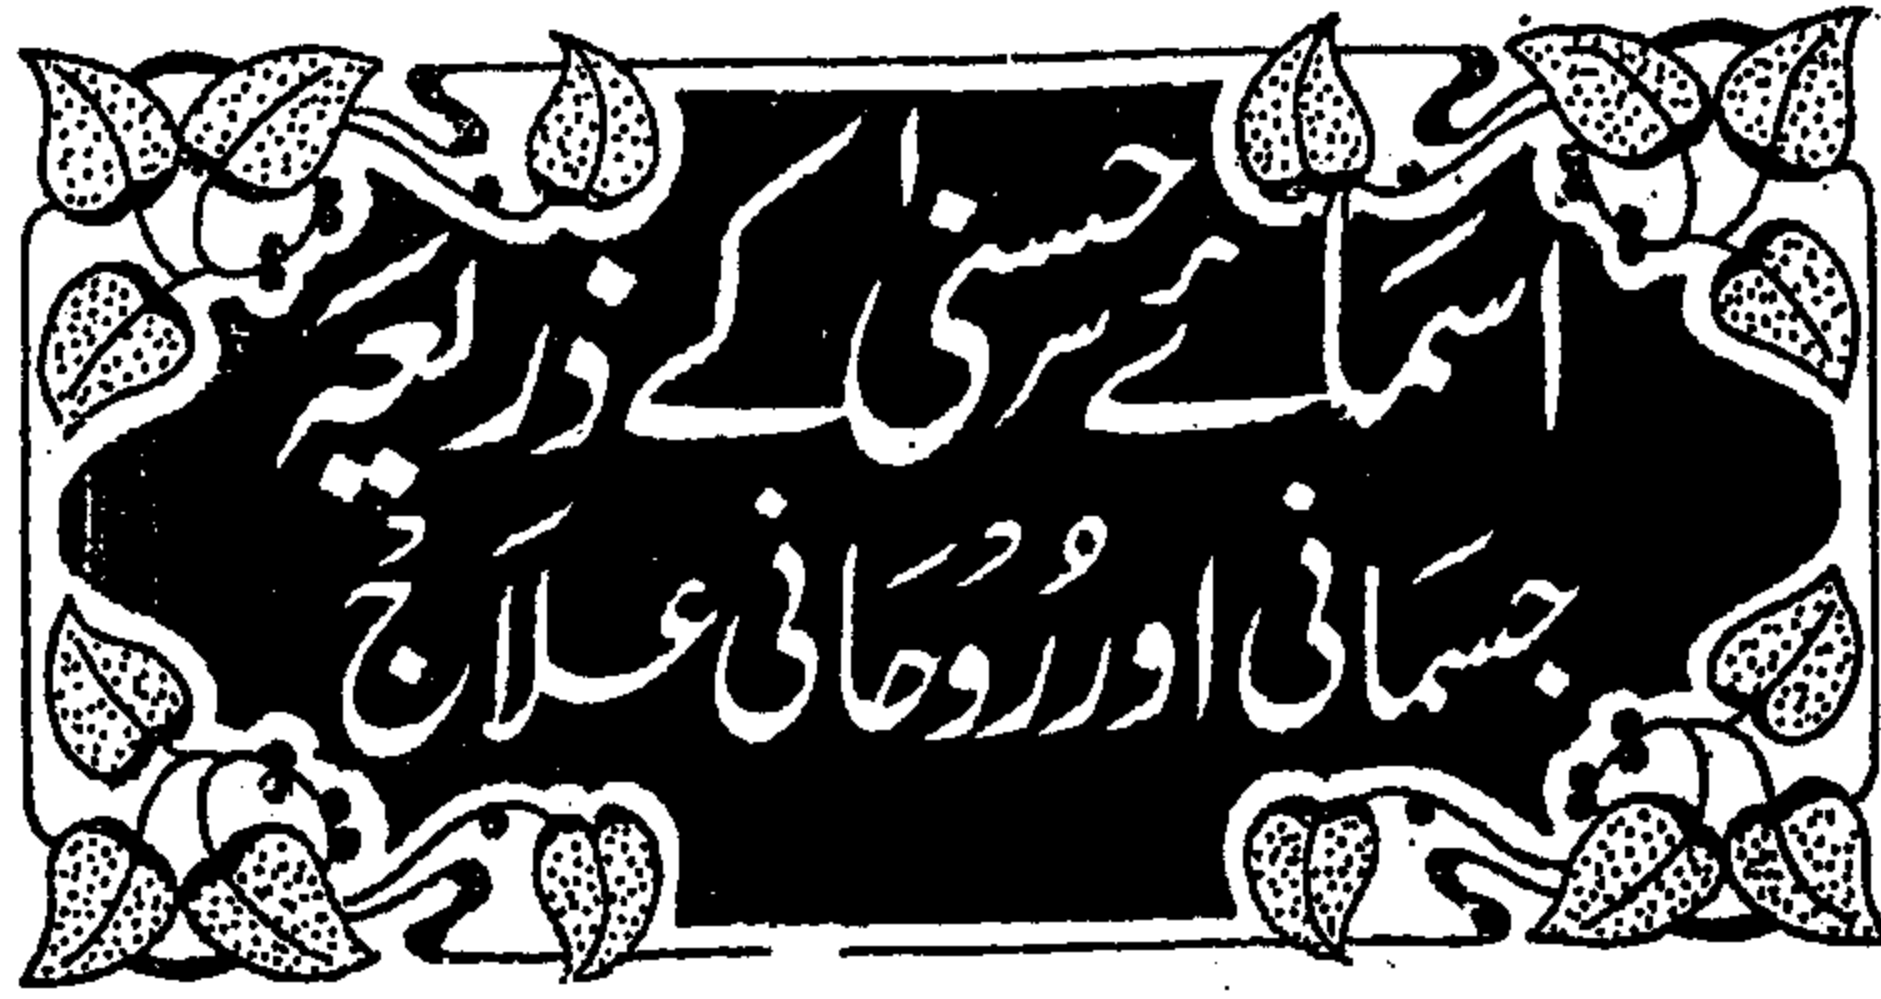 اسمائے حسنیٰ کے ذریعہ
جسمانی اور روحانی علاج